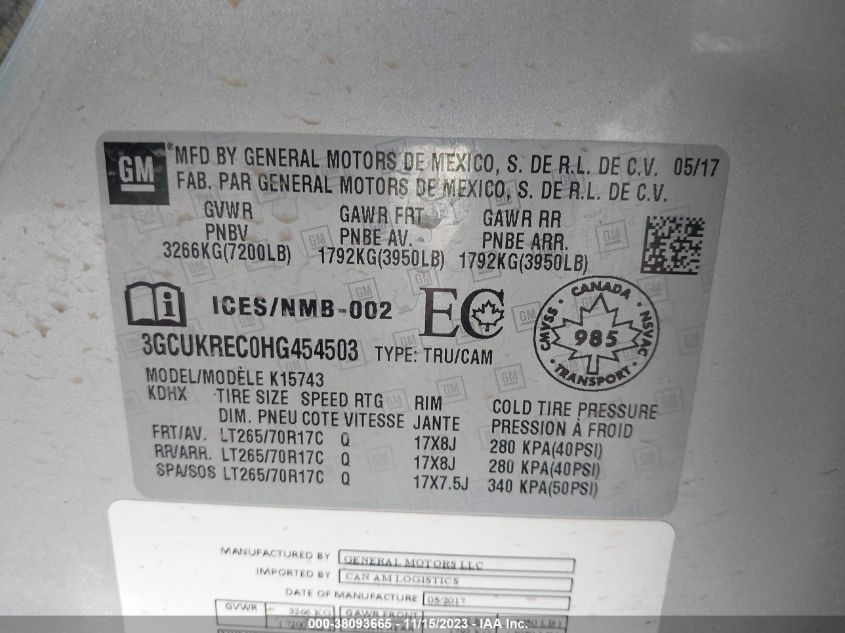 GM
®MFD BY GENERAL MOTORS DE MEXICO, S. DE R.L. DE C.V. 05/17
FAB. PAR GENERAL MOTORS DE MEXICO, S. DE R.L. DE C.V.
GVWR GAWR FRT GAWR RR
PNBV PNBE AV. PNBE ARR.
3266KG(7200LB) 1792KG(3950LB) 1792KG(3950LB)
ICES/NMB-002 EC
CANADA
CMVSS 985 NSVAC
TRANSPORT
3GCUKREC0HG454503 TYPE: TRU/CAM
MODEL/MODÈLE K15743
KDHX TIRE SIZE SPEED RTG RIM COLD TIRE PRESSURE
DIM. PNEU COTE VITESSE JANTE PRESSION À FROID
FRT/AV. LT265/70R17C Q 17X8J 280 KPA(40PSI)
RR/ARR. LT265/70R17C Q 17X8J 280 KPA(40PSI)
SPA/SOS LT265/70R17C Q 17X7.5J 340 KPA(50PSI)
MANUFACTURED BY GENERAL MOTORS LLC
IMPORTED BY CAN AM LOGISTICS
DATE OF MANUFACTURE 05/2017
GVWR 3266 KG GAWR FRONT
000-38093665 - 11/15/2023 - IAA Inc.